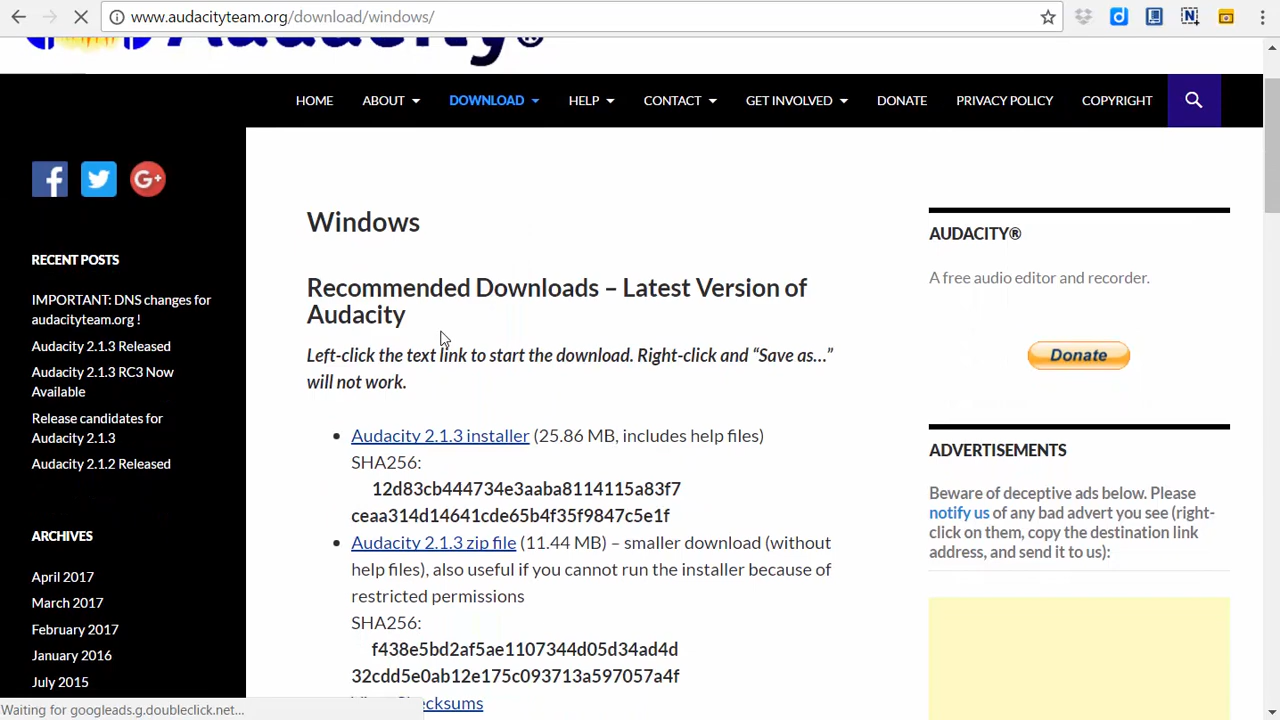 www.audacityteam.org/download/windows/
Audacity®
HOME ABOUT DOWNLOAD HELP CONTACT GET INVOLVED DONATE PRIVACY POLICY COPYRIGHT
RECENT POSTS
IMPORTANT: DNS changes for
audacityteam.org !
Audacity 2.1.3 Released
Audacity 2.1.3 RC3 Now
Available
Release candidates for
Audacity 2.1.3
Audacity 2.1.2 Released
ARCHIVES
April 2017
March 2017
February 2017
January 2016
July 2015
Windows
Recommended Downloads – Latest Version of
Audacity
Left-click the text link to start the download. Right-click and “Save as…”
will not work.
Audacity 2.1.3 installer (25.86 MB, includes help files)
SHA256:
12d83cb444734e3aaba8114115a83f7
ceaa314d14641cde65b4f35f9847c5e1f
Audacity 2.1.3 zip file (11.44 MB) – smaller download (without
help files), also useful if you cannot run the installer because of
restricted permissions
SHA256:
f438e5bd2af5ae1107344d05d34ad4d
32cdd5e0ab12e175c093713a597057a4f
ecksums
AUDACITY®
A free audio editor and recorder.
Donate
ADVERTISEMENTS
Beware of deceptive ads below. Please
notify us of any bad advert you see (right-
click on them, copy the destination link
address, and send it to us):
Waiting for googleads.g.doubleclick.net...